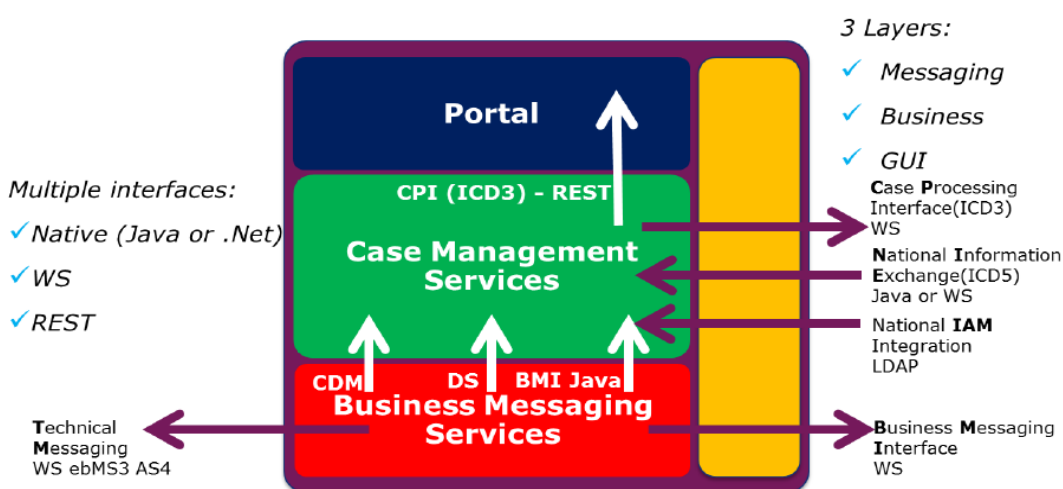 3 Layers:
✓ Messaging
✓ Business
✓ GUI
Portal
Multiple interfaces:
✓Native (Java or .Net)
✓WS
✓REST
CPI (ICD3) - REST
Case Management
Services
Case Processing
Interface(ICD3)
WS
National Information
Exchange(ICD5)
Java or WS
National IAM
Integration
LDAP
CDM
DS
BMI Java
Business Messaging
Services
Technical
Messaging
WS ebMS3 AS4
Business Messaging
Interface
WS